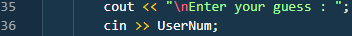 35 cout << "\nEnter your guess : ";
36 cin >> UserNum;